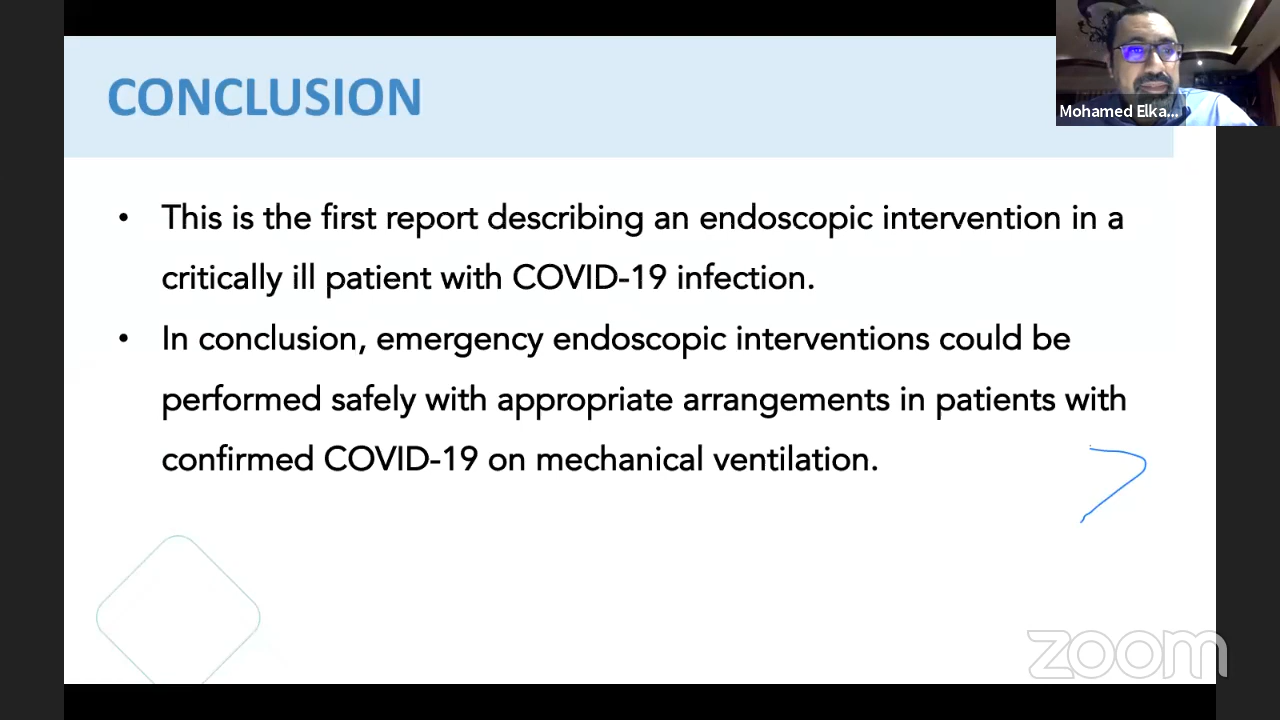 CONCLUSION
Mohamed Elka...
• This is the first report describing an endoscopic intervention in a
critically ill patient with COVID-19 infection.
• In conclusion, emergency endoscopic interventions could be
performed safely with appropriate arrangements in patients with
confirmed COVID-19 on mechanical ventilation.
zoom